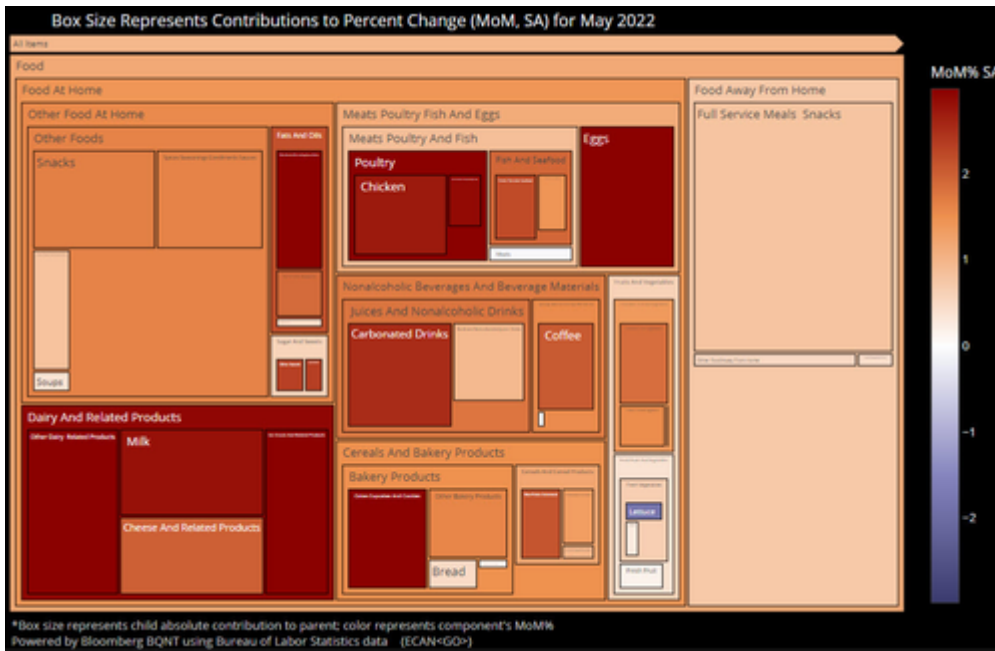 Box Size Represents Contributions to Percent Change (MoM, SA) for May 2022
All Items
Food
MoM% SA
Food At Home
Food Away From Home
Other Food At Home
Meats Poultry Fish And Eggs
Full Service Meals Snacks
Other Foods
Fats And Oils
Meats Poultry And Fish
Eggs
Snacks
Poultry
Fish And Seafood
Chicken
2
Meats
1
Nonalcoholic Beverages And Beverage Materials
Fruits And Vegetables
Juices And Nonalcoholic Drinks
Carbonated Drinks
Coffee
Sugar And Sweets
0
Soups
Dairy And Related Products
Other Dairy Related Products
Milk
Cereals And Bakery Products
−1
Bakery Products
Cereals And Cereal Products
Other Bakery Products
Lettuce
−2
Cheese And Related Products
Bread
Fresh Fruit
*Box size represents child absolute contribution to parent; color represents component's MoM%
Powered by Bloomberg BQNT using Bureau of Labor Statistics data (ECAN<GO>)